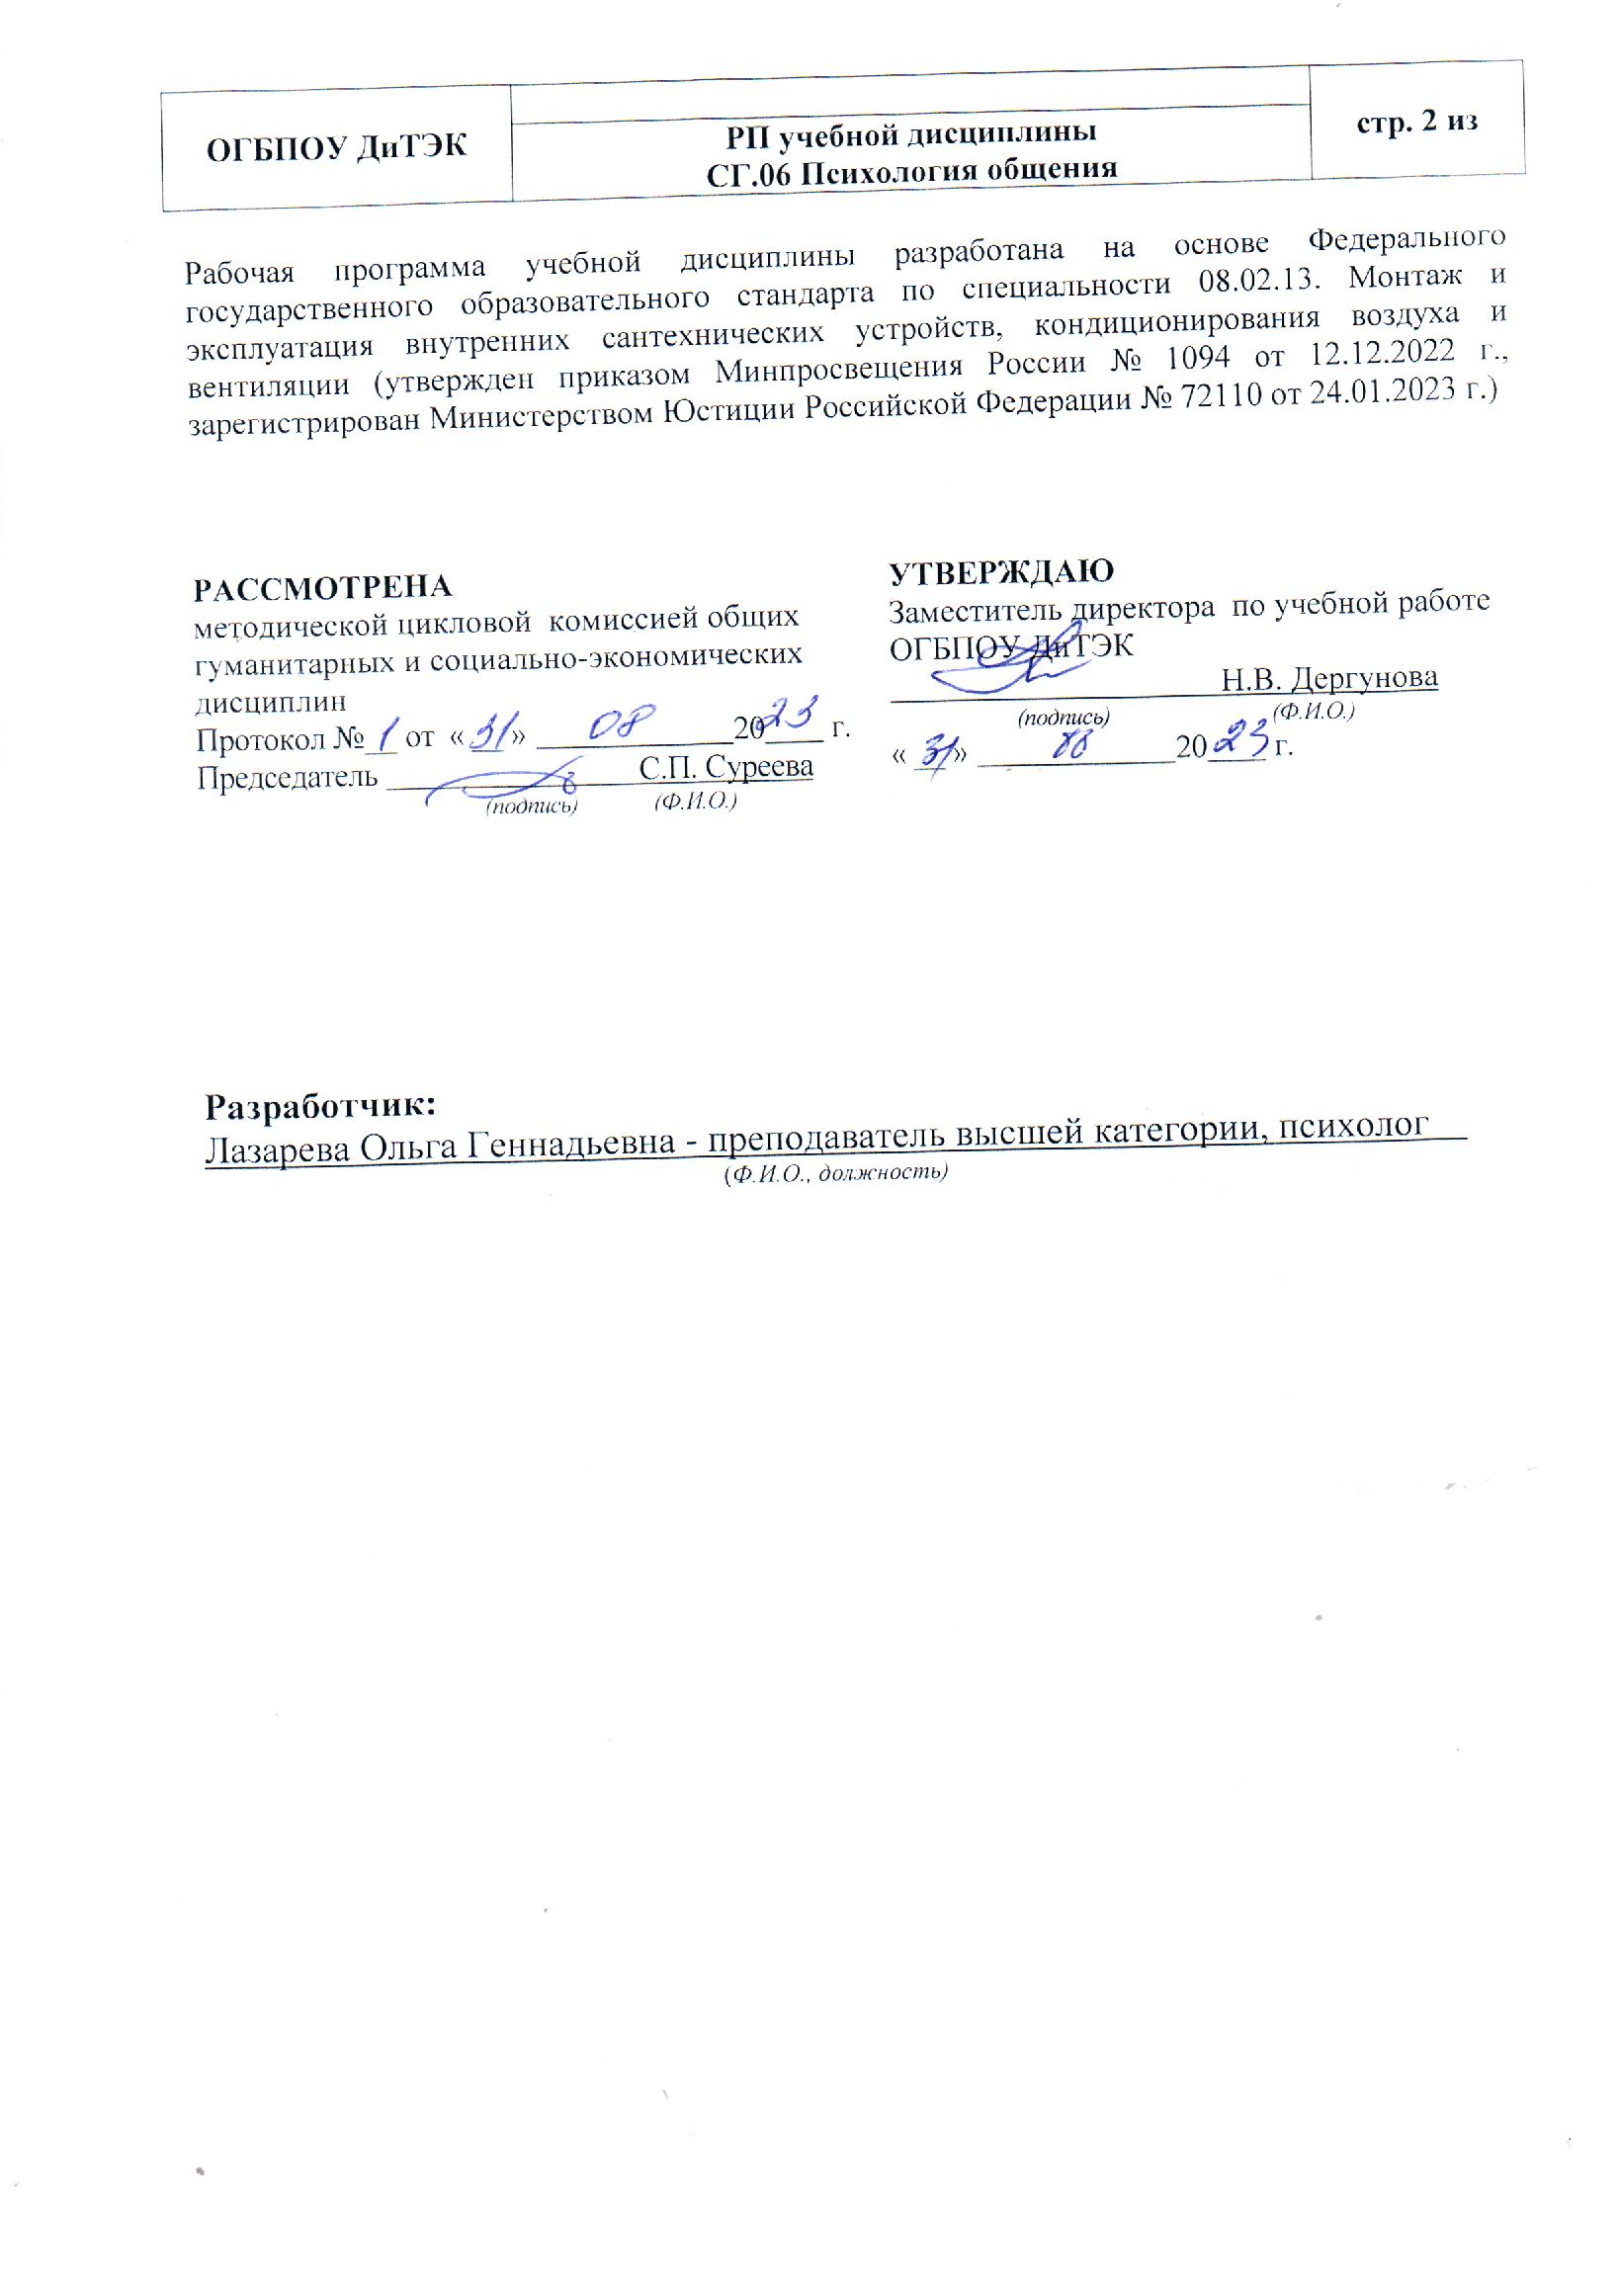 ОГБПОУ ДиТЭК
РП учебной дисциплины
СГ.06 Психология общения
стр. 2 из
Рабочая программа учебной дисциплины разработана на основе Федерального
государственного образовательного стандарта по специальности 08.02.13. Монтаж и
эксплуатация внутренних сантехнических устройств, кондиционирования воздуха и
вентиляции (утвержден приказом Минпросвещения России № 1094 от 12.12.2022 г.,
зарегистрирован Министерством Юстиции Российской Федерации № 72110 от 24.01.2023 г.)
РАССМОТРЕНА
методической цикловой комиссией общих
гуманитарных и социально-экономических
дисциплин
Протокол № 1 от «31» 08 2023 г.
Председатель С.П. Суреева
(подпись) (Ф.И.О.)
УТВЕРЖДАЮ
Заместитель директора по учебной работе
ОГБПОУ ДиТЭК
Н.В. Дергунова
(подпись) (Ф.И.О.)
«31» 08 2023 г.
Разработчик:
Лазарева Ольга Геннадьевна - преподаватель высшей категории, психолог
(Ф.И.О., должность)